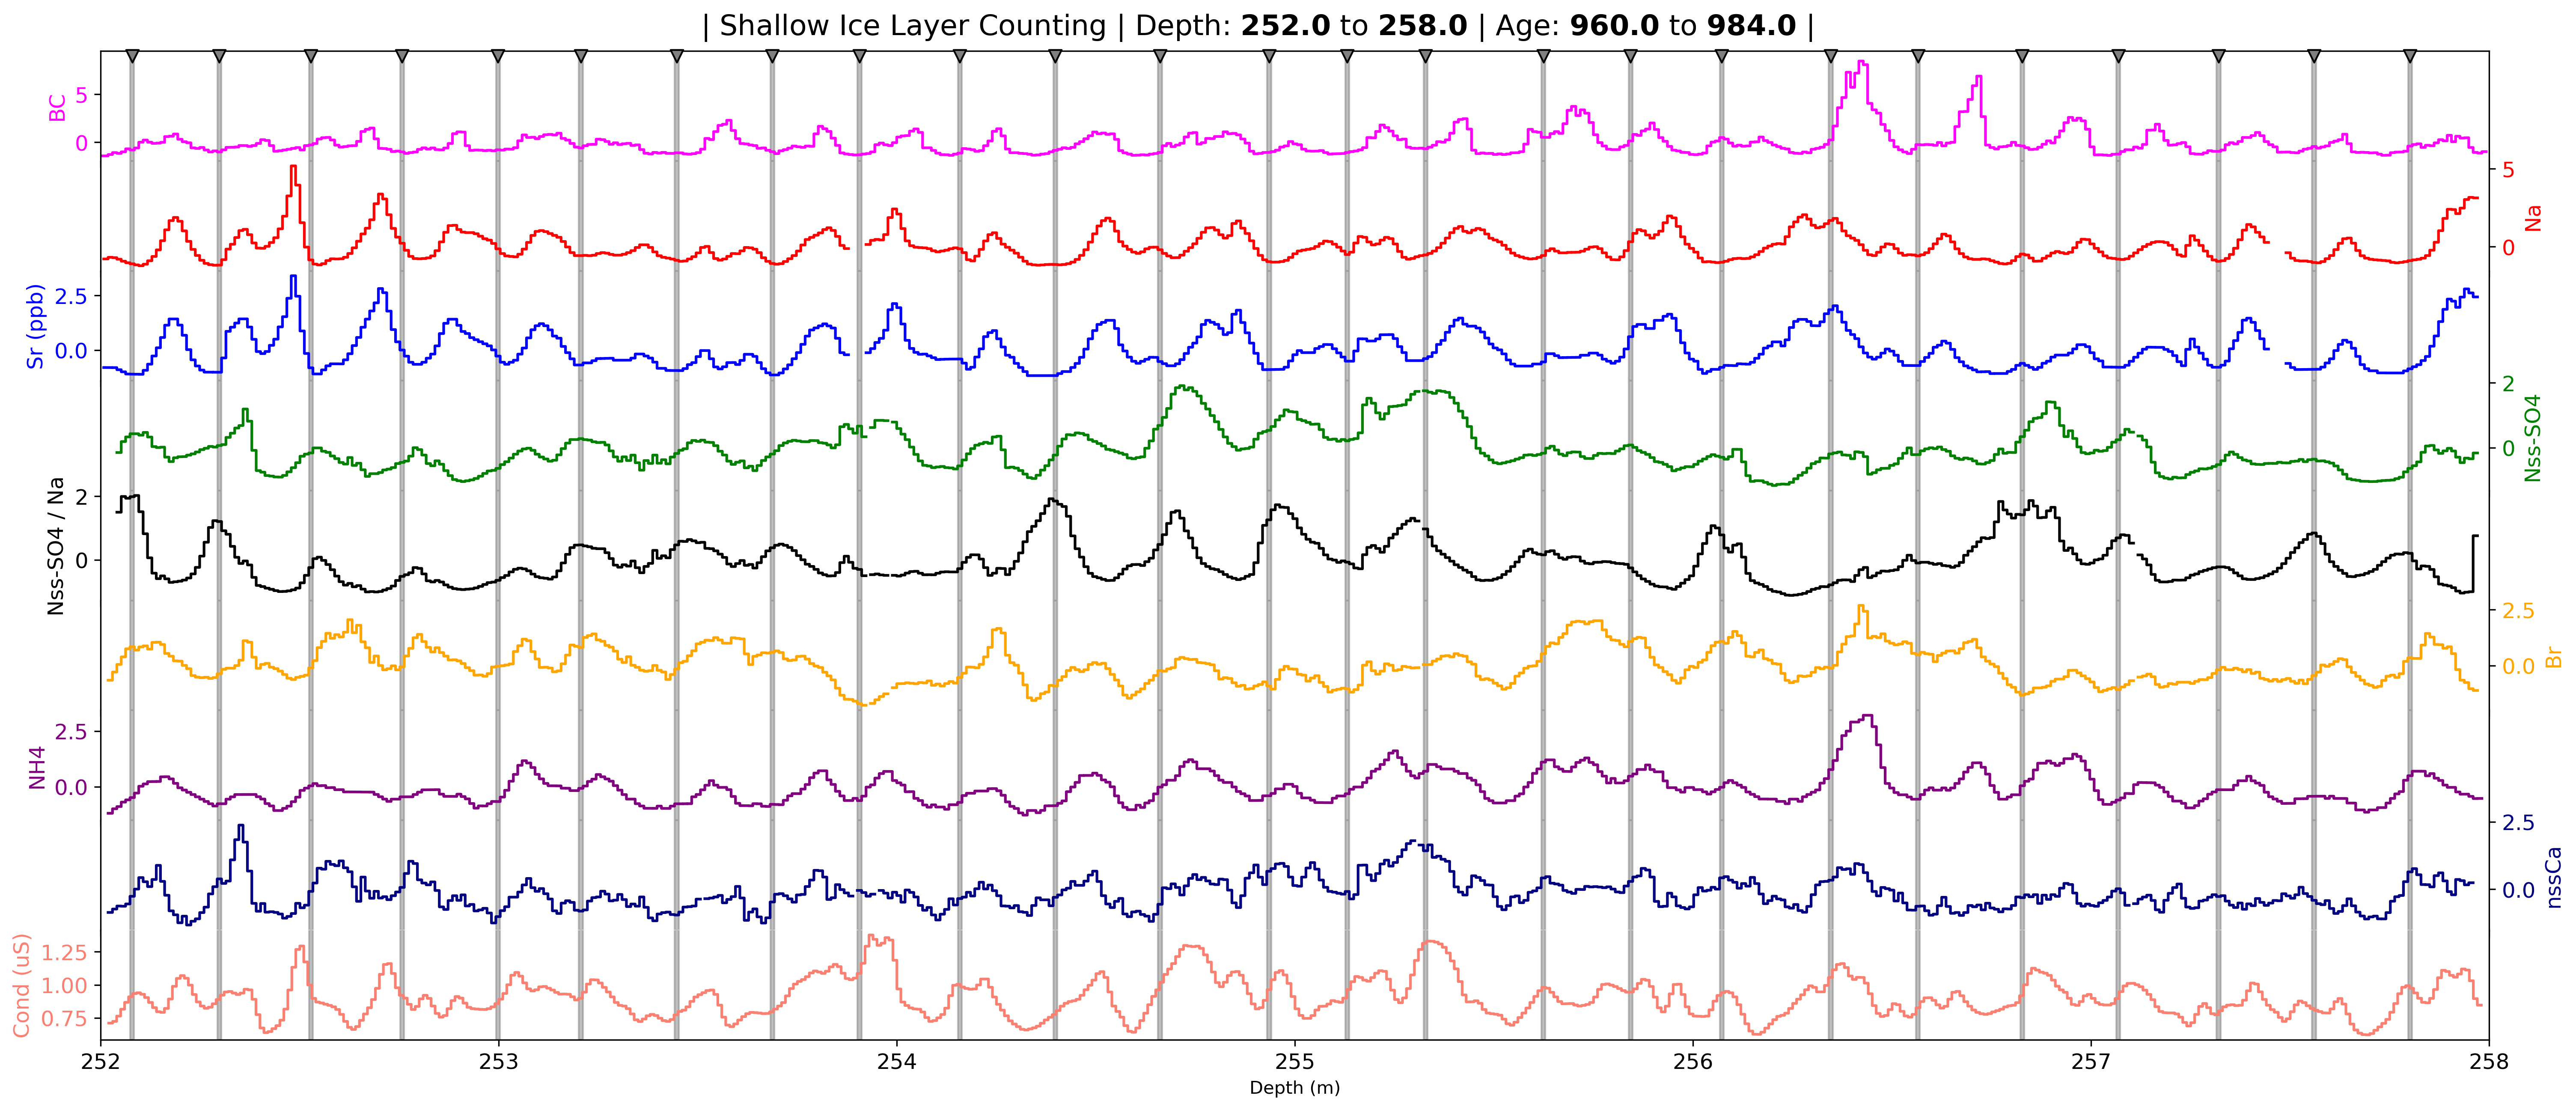 | Shallow Ice Layer Counting | Depth: 252.0 to 258.0 | Age: 960.0 to 984.0 |
BC
5
0
5
0
Na
Sr (ppb)
2.5
0.0
2
0
Nss-SO4
Nss-SO4 / Na
2
0
2.5
0.0
Br
NH4
2.5
0.0
2.5
0.0
nssCa
Cond (uS)
1.25
1.00
0.75
252 253 254 255 256 257 258
Depth (m)